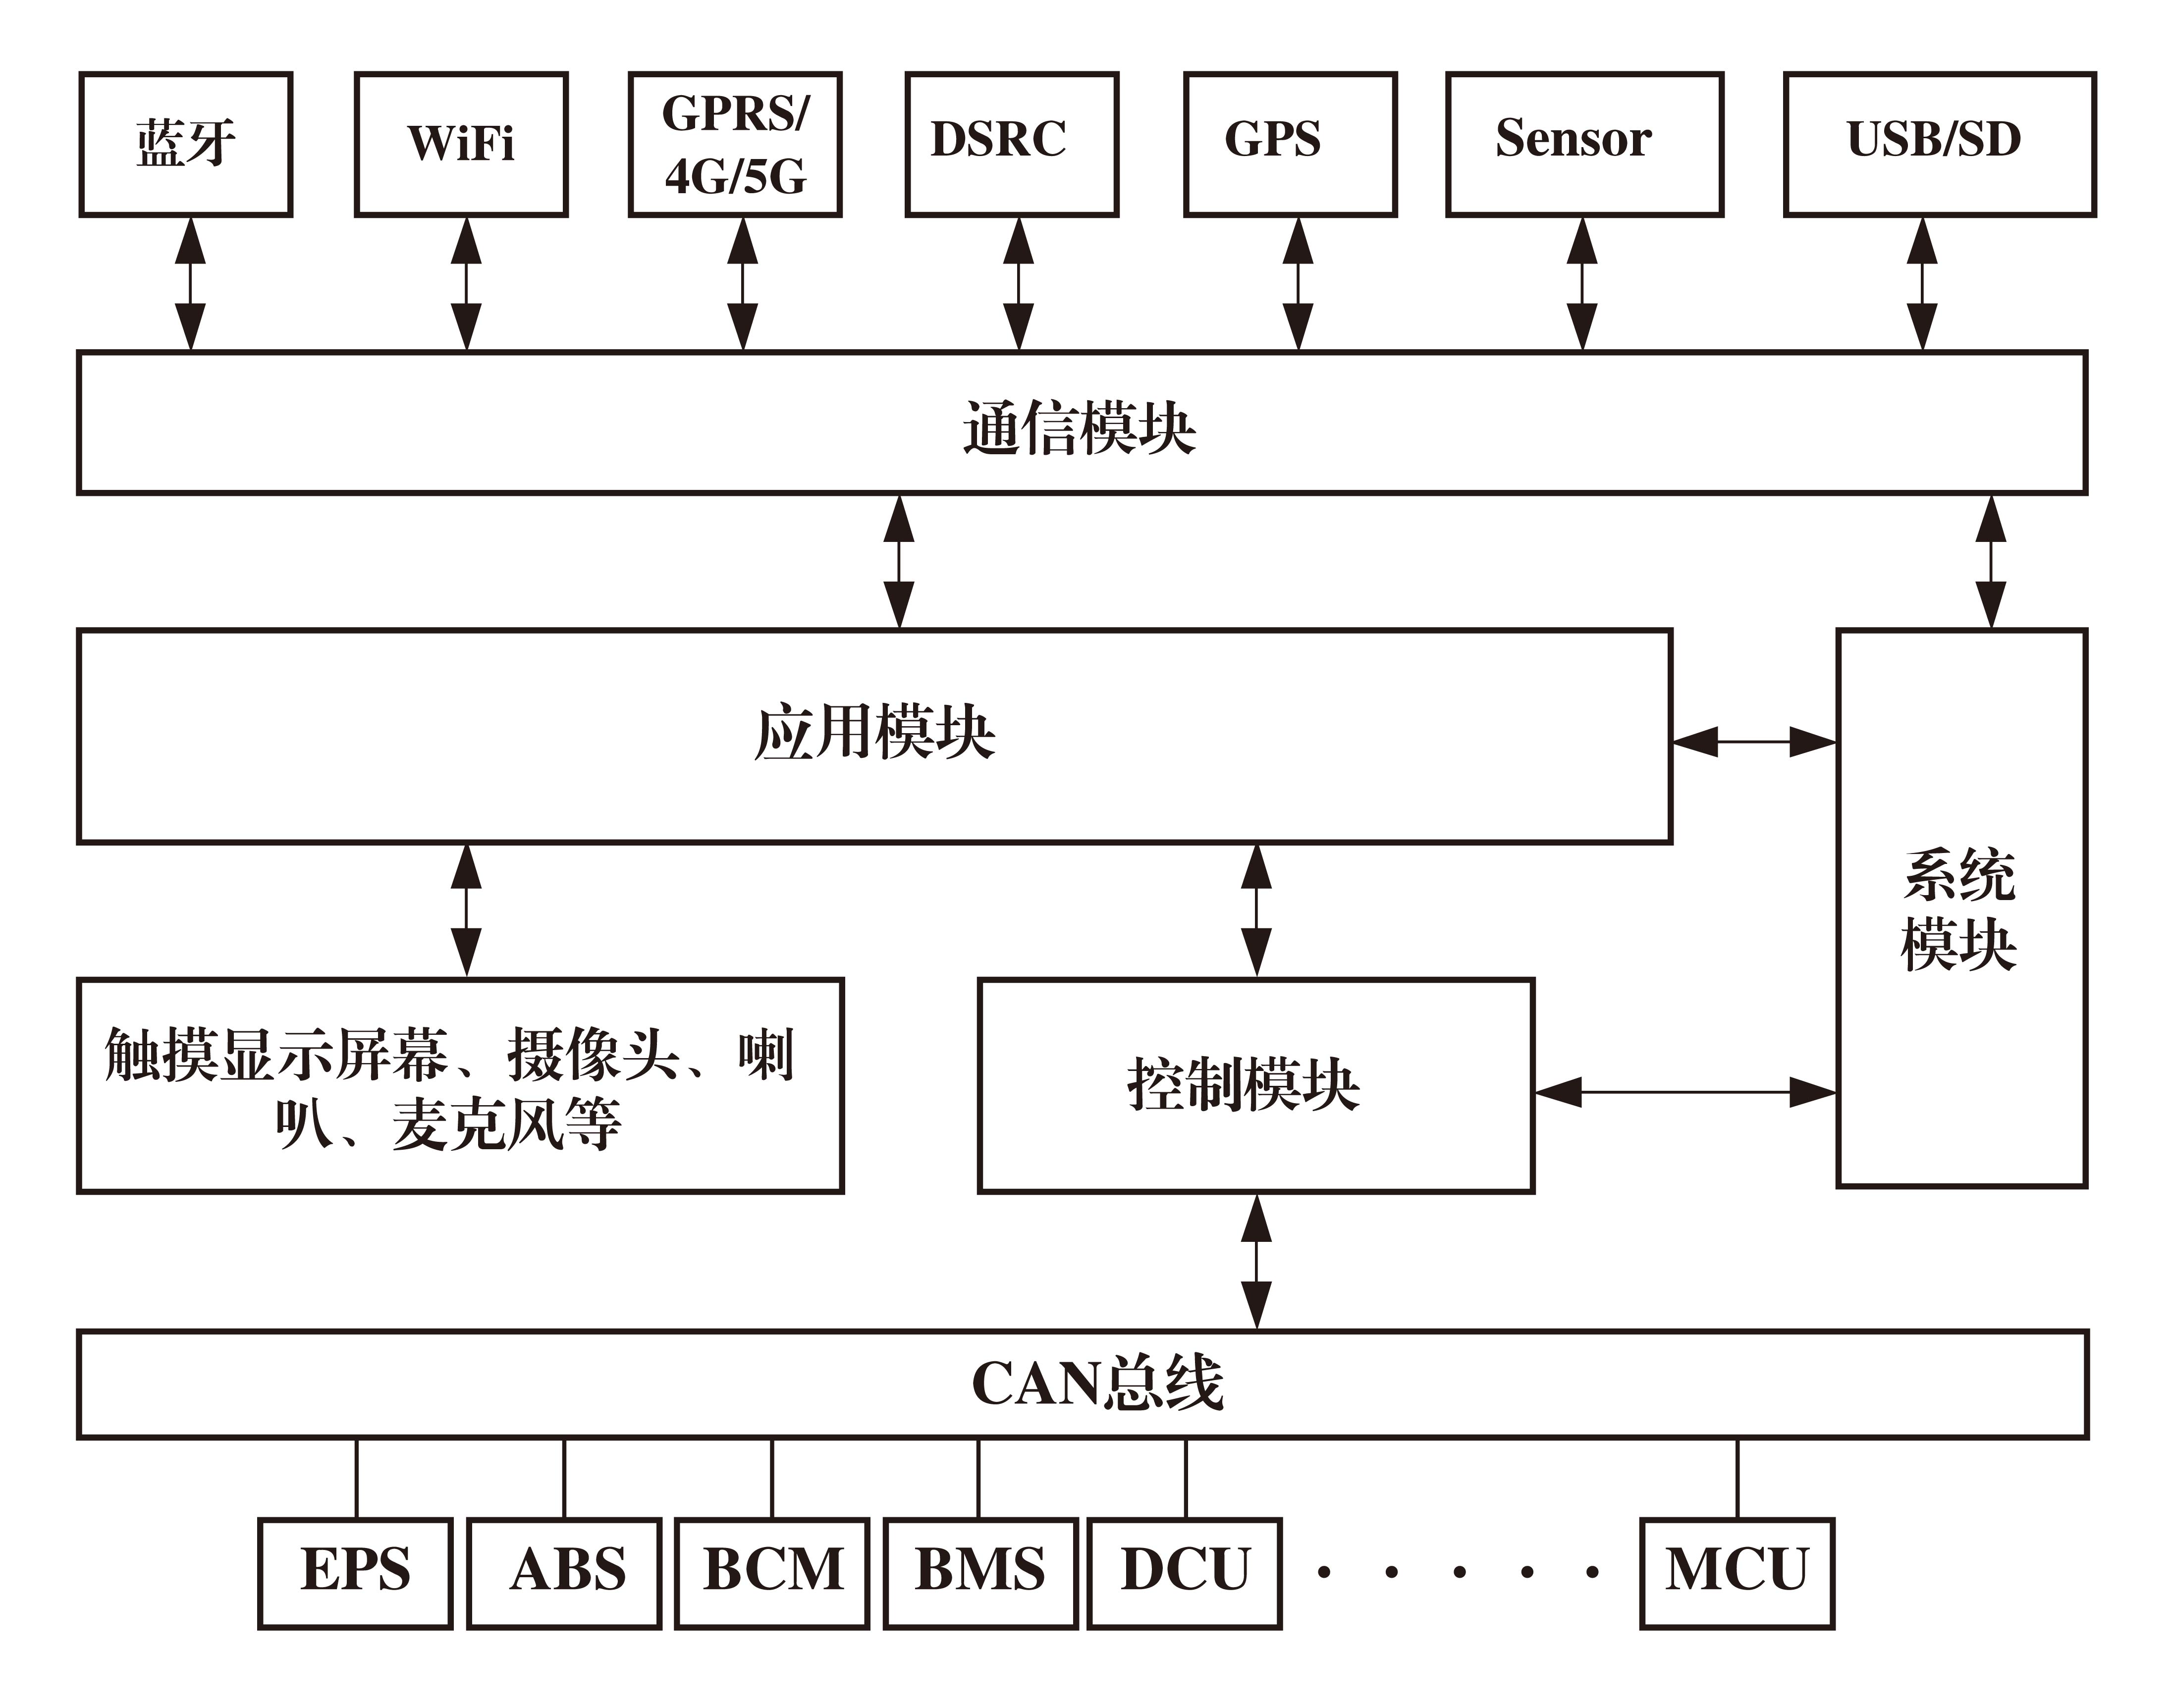 蓝牙
WiFi
GPRS/
4G/5G
DSRC
GPS
Sensor
USB/SD
通信模块
应用模块
系统
模块
触摸显示屏幕、摄像头、喇
叭、麦克风等
控制模块
CAN总线
EPS
ABS
BCM
BMS
DCU
· · · · ·
MCU